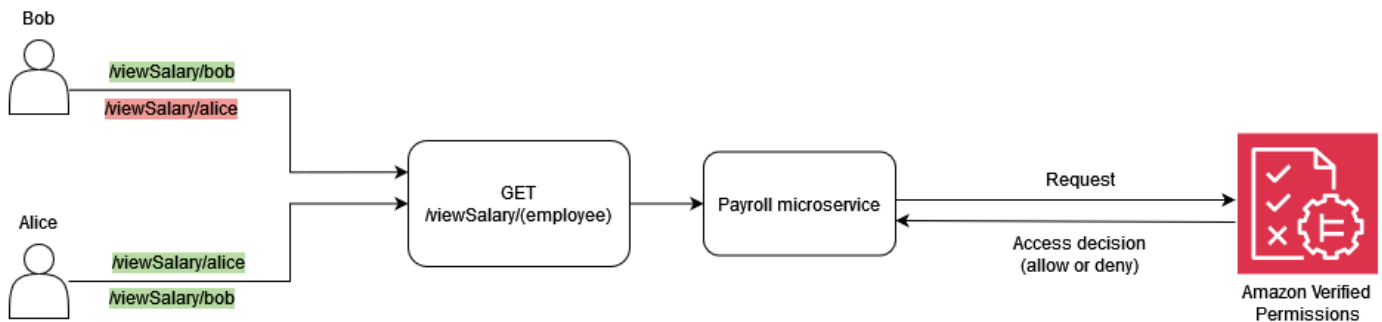 Bob
/viewSalary/bob
/viewSalary/alice
Alice
/viewSalary/alice
/viewSalary/bob
GET
/viewSalary/(employee)
Payroll microservice
Request
Access decision
(allow or deny)
Amazon Verified
Permissions